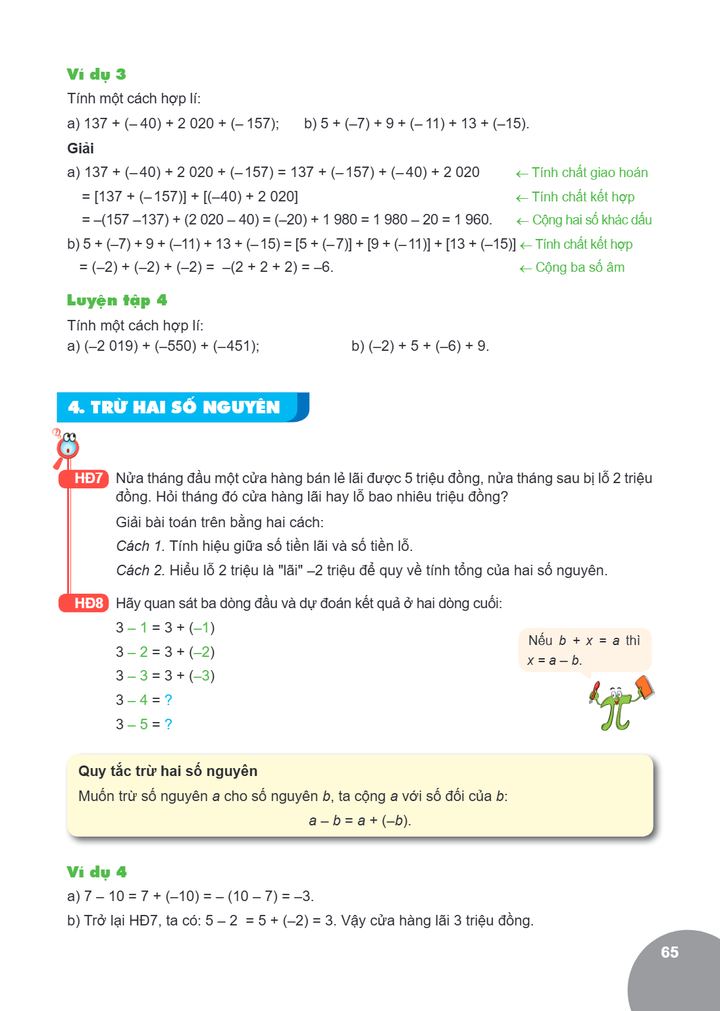 Ví dụ 3
Tính một cách hợp lí:
a) 137 + (– 40) + 2 020 + (– 157); b) 5 + (–7) + 9 + (– 11) + 13 + (–15).
Giải
a) 137 + (– 40) + 2 020 + (– 157) = 137 + (– 157) + (– 40) + 2 020 ← Tính chất giao hoán
= [137 + (– 157)] + [(–40) + 2 020] ← Tính chất kết hợp
= –(157 –137) + (2 020 – 40) = (–20) + 1 980 = 1 980 – 20 = 1 960. ← Cộng hai số khác dấu
b) 5 + (–7) + 9 + (–11) + 13 + (– 15) = [5 + (– 7)] + [9 + (– 11)] + [13 + (–15)] ← Tính chất kết hợp
= (–2) + (–2) + (–2) = –(2 + 2 + 2) = –6. ← Cộng ba số âm
Luyện tập 4
Tính một cách hợp lí:
a) (–2 019) + (–550) + (–451); b) (–2) + 5 + (–6) + 9.
4. TRỪ HAI SỐ NGUYÊN
HĐ7 Nửa tháng đầu một cửa hàng bán lẻ lãi được 5 triệu đồng, nửa tháng sau bị lỗ 2 triệu
đồng. Hỏi tháng đó cửa hàng lãi hay lỗ bao nhiêu triệu đồng?
Giải bài toán trên bằng hai cách:
Cách 1. Tính hiệu giữa số tiền lãi và số tiền lỗ.
Cách 2. Hiểu lỗ 2 triệu là "lãi" –2 triệu để quy về tính tổng của hai số nguyên.
HĐ8 Hãy quan sát ba dòng đầu và dự đoán kết quả ở hai dòng cuối:
3 – 1 = 3 + (–1)
3 – 2 = 3 + (–2)
3 – 3 = 3 + (–3)
3 – 4 = ?
3 – 5 = ?
Nếu b + x = a thì
x = a – b.
Quy tắc trừ hai số nguyên
Muốn trừ số nguyên a cho số nguyên b, ta cộng a với số đối của b:
a – b = a + (–b).
Ví dụ 4
a) 7 – 10 = 7 + (–10) = – (10 – 7) = –3.
b) Trở lại HĐ7, ta có: 5 – 2 = 5 + (–2) = 3. Vậy cửa hàng lãi 3 triệu đồng.
65